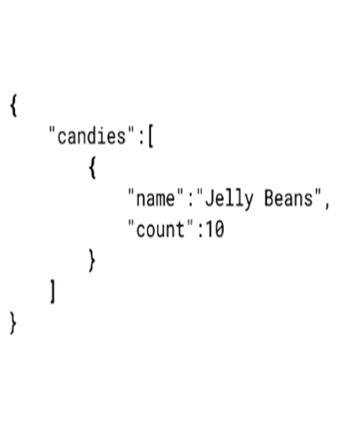 {
    "candies":[
        {
            "name":"Jelly Beans",
            "count":10
        }
    ]
}